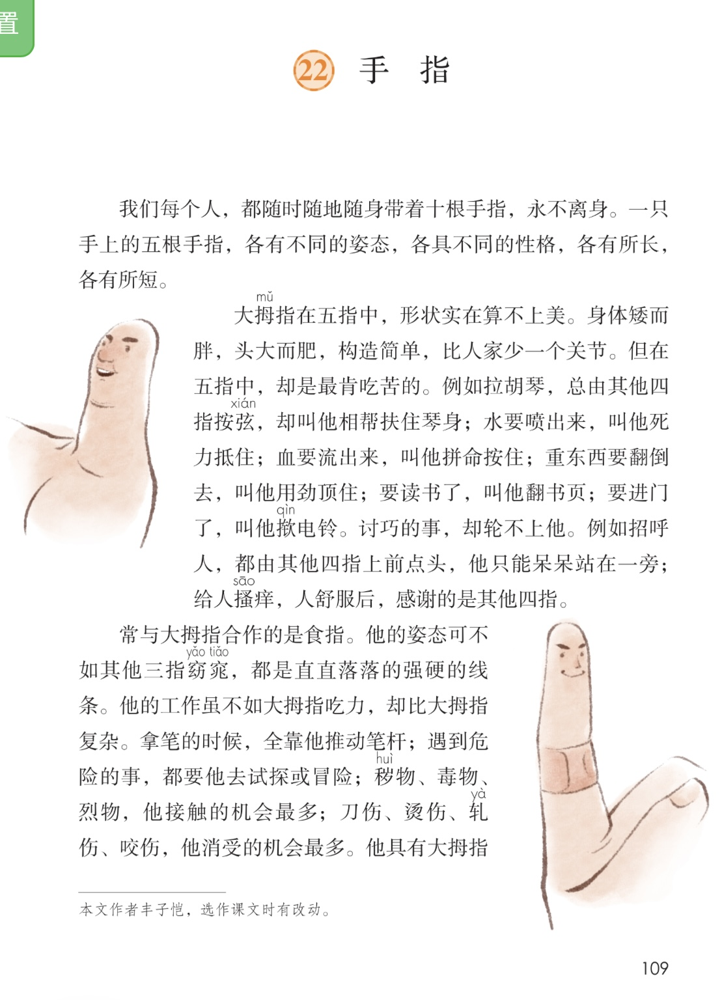 置
22 手 指
我们每个人，都随时随地随身带着十根手指，永不离身。一只
手上的五根手指，各有不同的姿态，各具不同的性格，各有所长，
各有所短。
mǔ
大拇指在五指中，形状实在算不上美。身体矮而
胖，头大而肥，构造简单，比人家少一个关节。但在
五指中，却是最肯吃苦的。例如拉胡琴，总由其他四
xián
指按弦，却叫他相帮扶住琴身；水要喷出来，叫他死
力抵住；血要流出来，叫他拼命按住；重东西要翻倒
去，叫他用劲顶住；要读书了，叫他翻书页；要进门
qìn
了，叫他揿电铃。讨巧的事，却轮不上他。例如招呼
人，都由其他四指上前点头，他只能呆呆站在一旁；
sāo
给人搔痒，人舒服后，感谢的是其他四指。
常与大拇指合作的是食指。他的姿态可不
yǎo tiǎo
如其他三指窈窕，都是直直落落的强硬的线
条。他的工作虽不如大拇指吃力，却比大拇指
复杂。拿笔的时候，全靠他推动笔杆；遇到危
huì
险的事，都要他去试探或冒险；秽物、毒物、
yà
烈物，他接触的机会最多；刀伤、烫伤、轧
伤、咬伤，他消受的机会最多。他具有大拇指
本文作者丰子恺，选作课文时有改动。
109